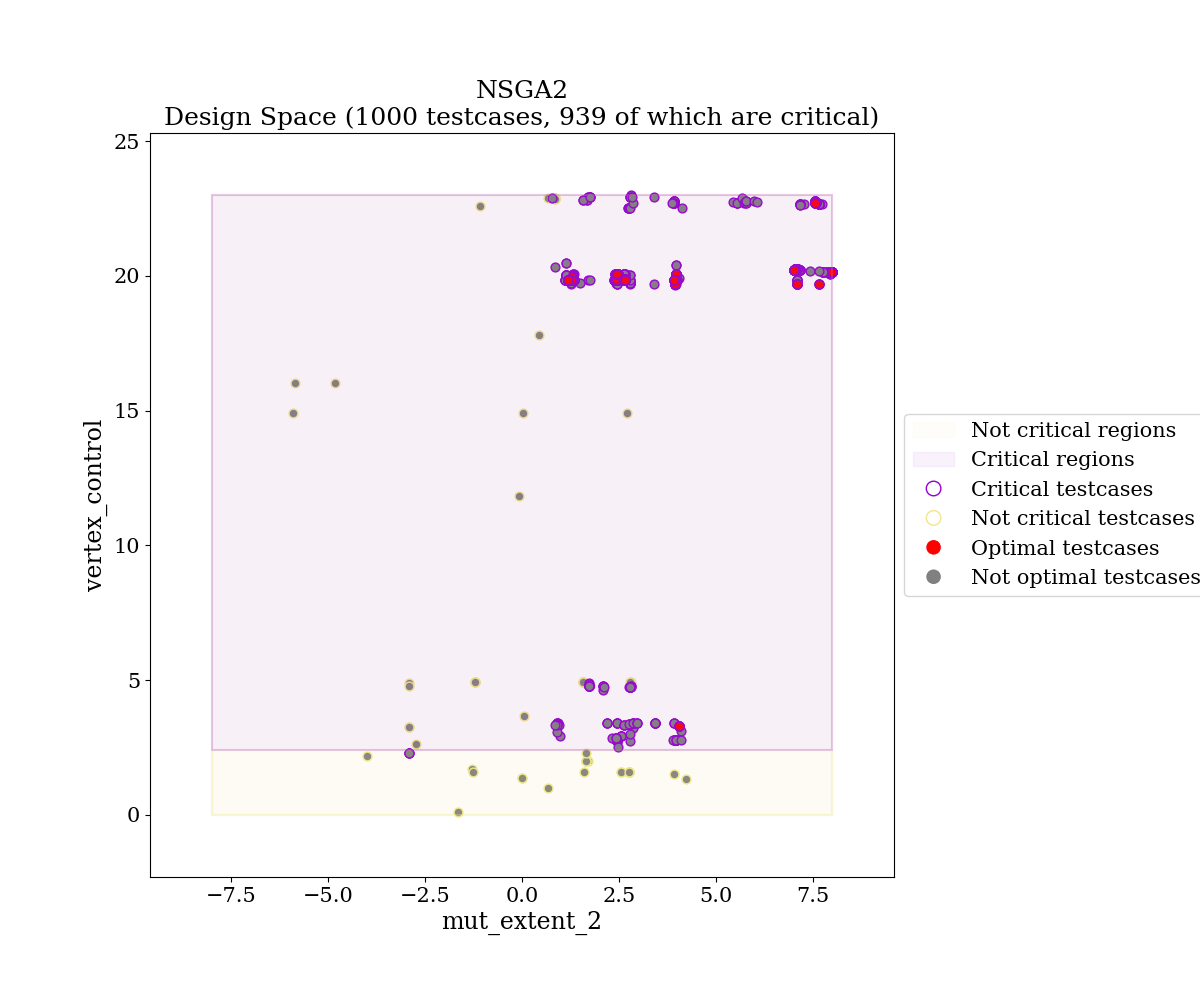 NSGA2
Design Space (1000 testcases, 939 of which are critical)
25
20
15
10
5
0
vertex_control
−7.5
−5.0
−2.5
0.0
2.5
5.0
7.5
mut_extent_2
Not critical regions
Critical regions
Critical testcases
Not critical testcases
Optimal testcases
Not optimal testcases